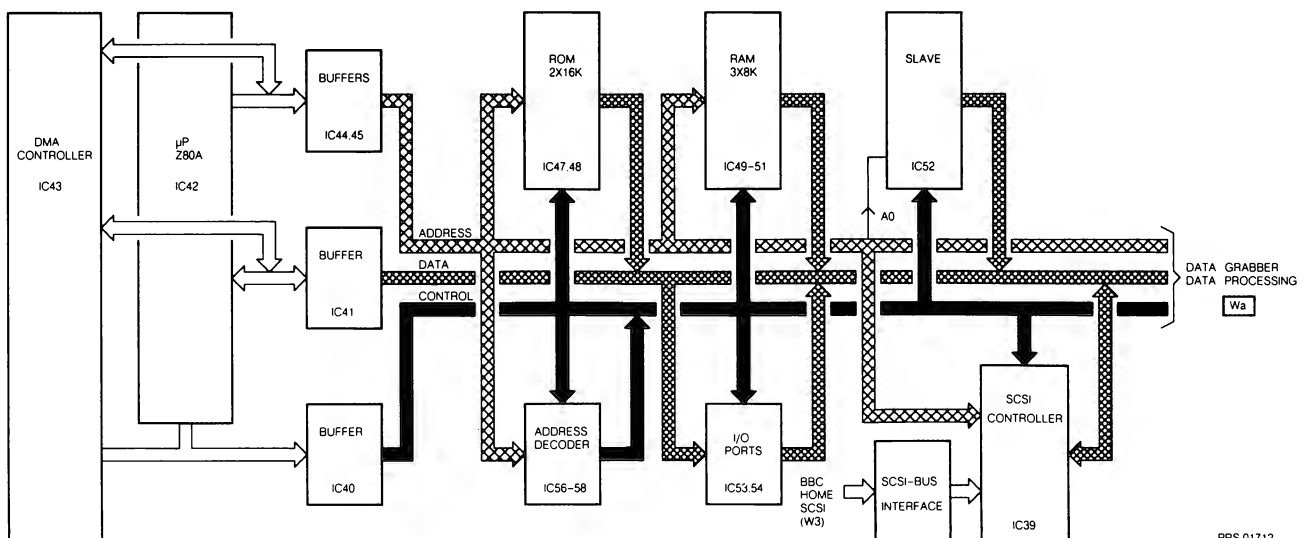 DMA
CONTROLLER
IC43
µP
Z80A
IC42
BUFFERS
IC44.45
BUFFER
IC41
BUFFER
IC40
ROM
2X16K
IC47.48
RAM
3X8K
IC49-51
SLAVE
IC52
A0
ADDRESS
DATA
CONTROL
DATA GRABBER
DATA PROCESSING
Wa
ADDRESS
DECODER
IC56-58
I/O
PORTS
IC53.54
BBC
HOME
SCSI
(W3)
SCSI-BUS
INTERFACE
SCSI
CONTROLLER
IC39
PRS 01712